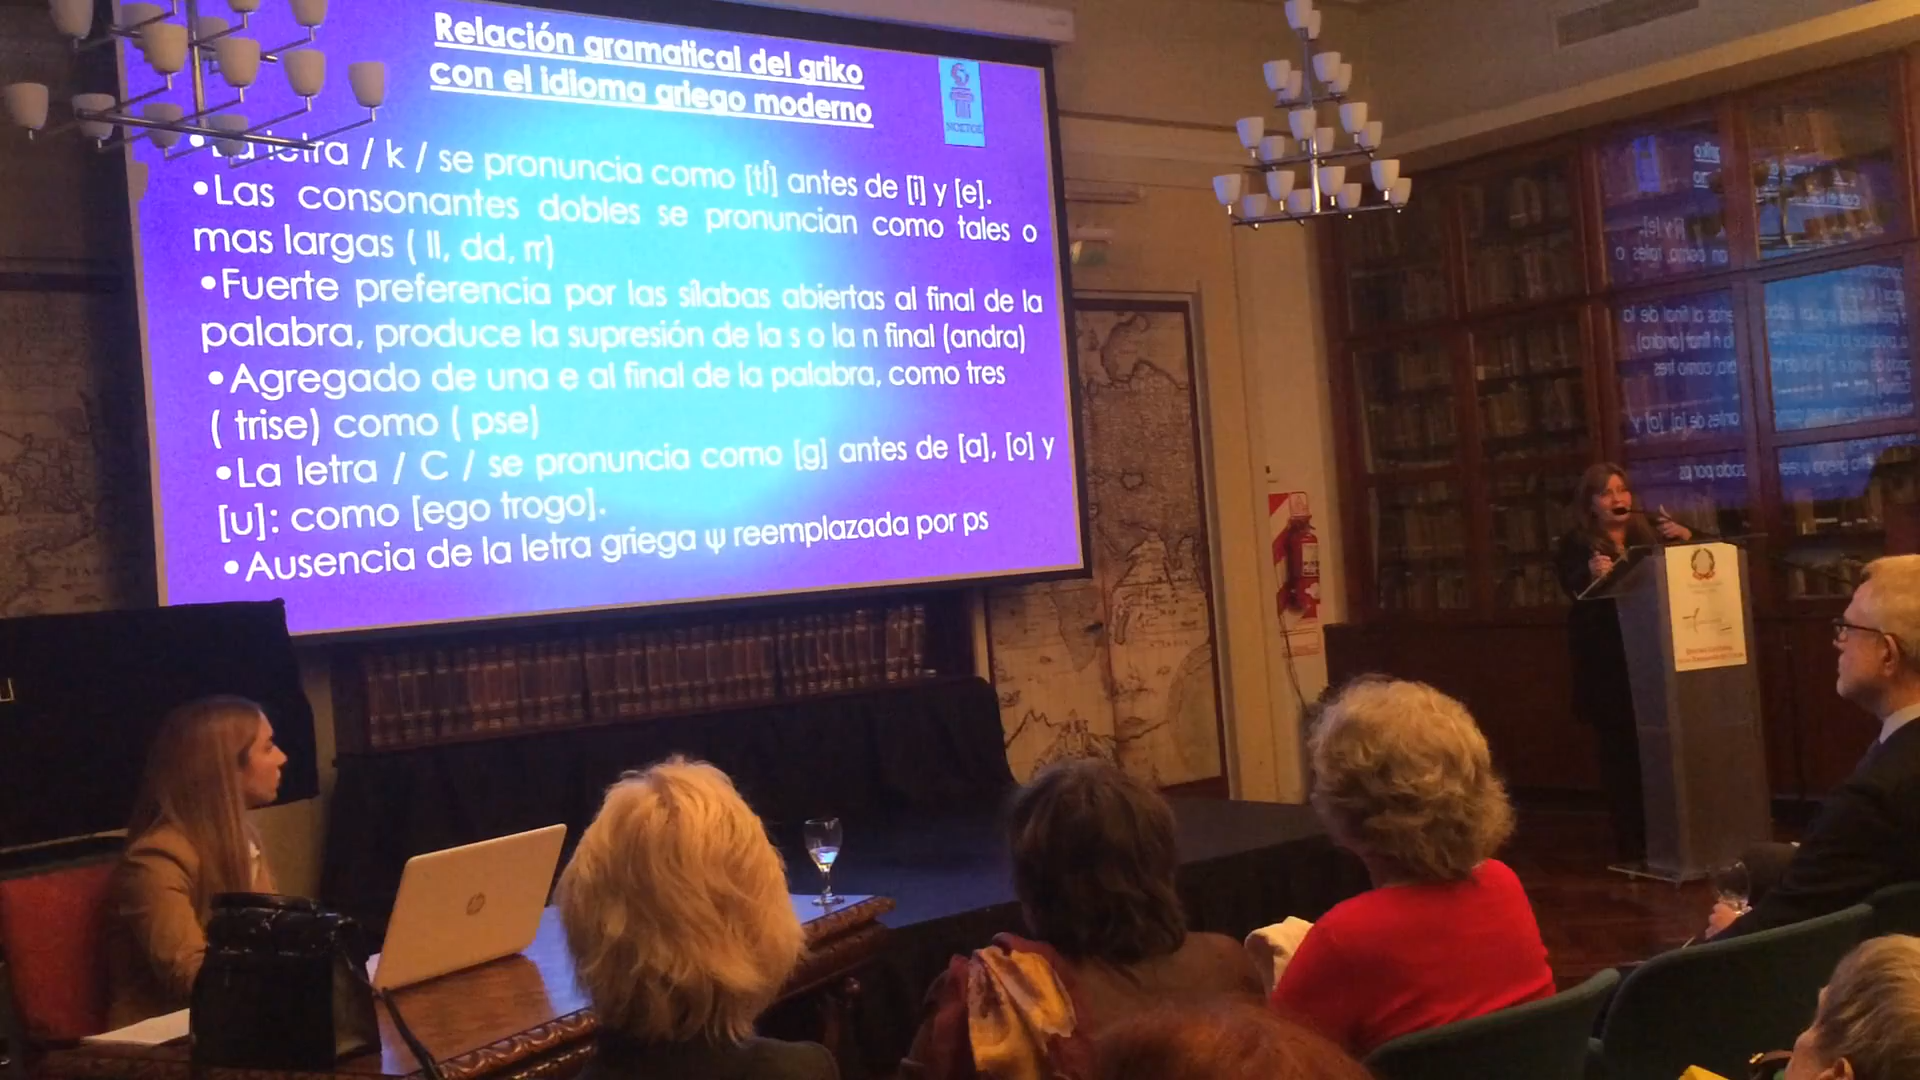 Relación gramatical del griko
con el idioma griego moderno
NOSTOS
•La letra / k / se pronuncia como [tʃ] antes de [i] y [e].
•Las consonantes dobles se pronuncian como tales o
mas largas ( ll, dd, rr)
•Fuerte preferencia por las sílabas abiertas al final de la
palabra, produce la supresión de la s o la n final (andra)
•Agregado de una e al final de la palabra, como tres
( trise) como ( pse)
•La letra / C / se pronuncia como [g] antes de [a], [o] y
[u]: como [ego trogo].
•Ausencia de la letra griega ψ reemplazada por ps
hp